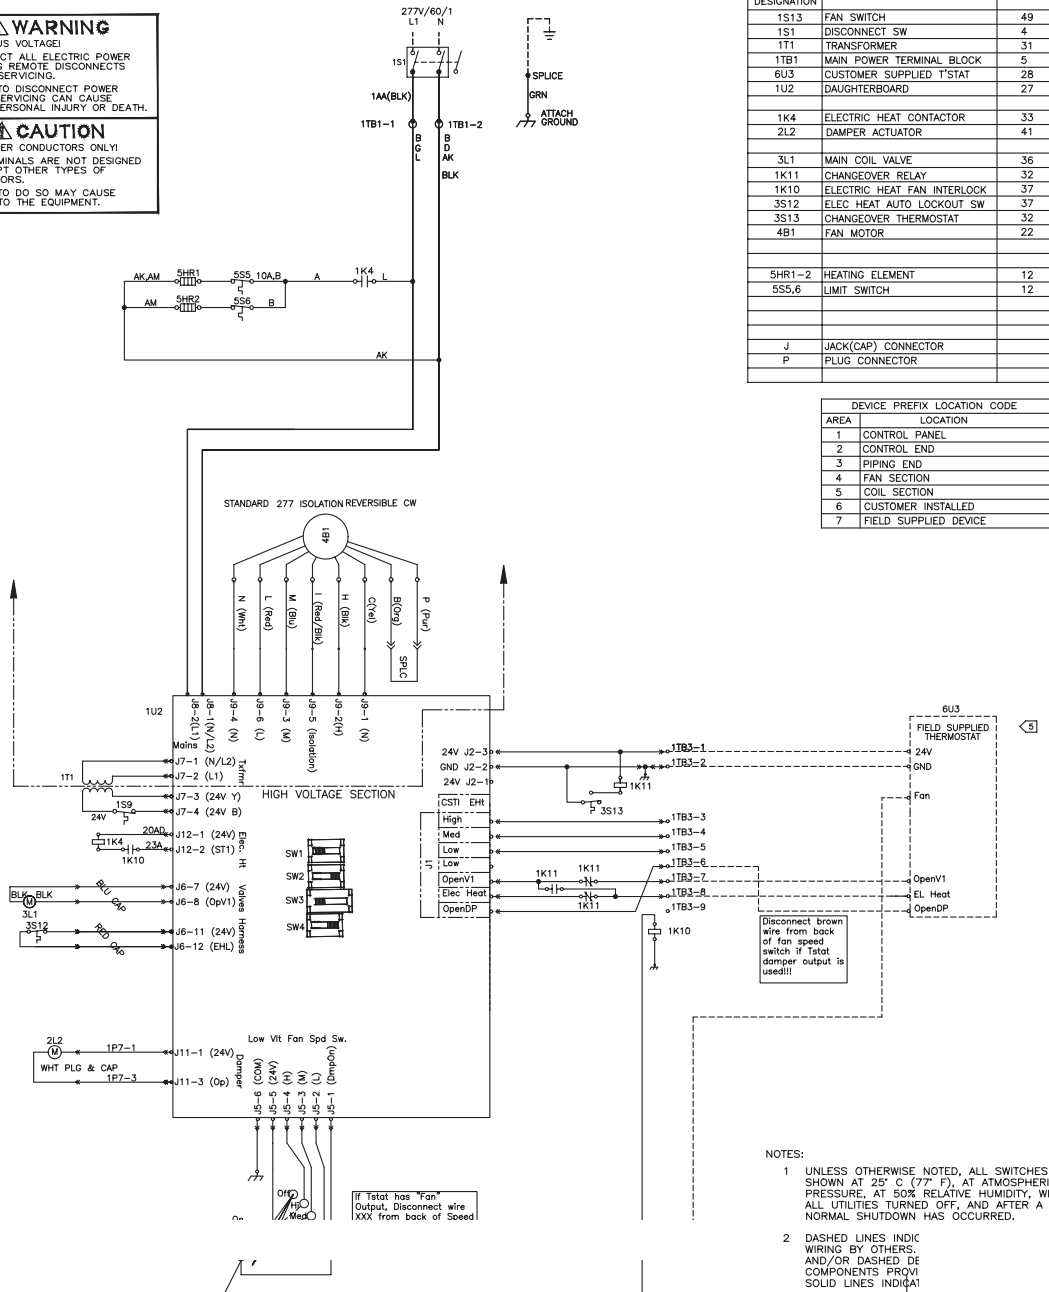 WARNING
US VOLTAGE!
CT ALL ELECTRIC POWER
G REMOTE DISCONNECTS
SERVICING.
TO DISCONNECT POWER
ERVICING CAN CAUSE
ERSONAL INJURY OR DEATH.
CAUTION
ER CONDUCTORS ONLY!
MINALS ARE NOT DESIGNED
PT OTHER TYPES OF
ORS.
TO DO SO MAY CAUSE
TO THE EQUIPMENT.
277V/60/1
L1 N
1S1
1AA(BLK)
1TB1-1
1TB1-2
B
G
L
B
D
AK
BLK
SPLICE
GRN
ATTACH
GROUND
DESIGNATION
1S13 FAN SWITCH 49
1S1 DISCONNECT SW 4
1T1 TRANSFORMER 31
1TB1 MAIN POWER TERMINAL BLOCK 5
6U3 CUSTOMER SUPPLIED T'STAT 28
1U2 DAUGHTERBOARD 27
1K4 ELECTRIC HEAT CONTACTOR 33
2L2 DAMPER ACTUATOR 41
3L1 MAIN COIL VALVE 36
1K11 CHANGEOVER RELAY 32
1K10 ELECTRIC HEAT FAN INTERLOCK 37
3S12 ELEC HEAT AUTO LOCKOUT SW 37
3S13 CHANGEOVER THERMOSTAT 32
4B1 FAN MOTOR 22
5HR1-2 HEATING ELEMENT 12
5S5,6 LIMIT SWITCH 12
J JACK(CAP) CONNECTOR
P PLUG CONNECTOR
DEVICE PREFIX LOCATION CODE
AREA LOCATION
1 CONTROL PANEL
2 CONTROL END
3 PIPING END
4 FAN SECTION
5 COIL SECTION
6 CUSTOMER INSTALLED
7 FIELD SUPPLIED DEVICE
AK,AM 5HR1 5S5 10A,B A 1K4 L
AM 5HR2 5S6 B
AK
STANDARD 277 ISOLATION REVERSIBLE CW
4B1
N (Wht)
L (Red)
M (Blu)
I (Red/Blk)
H (Blk)
C(Yel)
B(Org)
P (Pur)
SPLC
1U2
J8-2(L1)
J8-1(N/L2)
Mains
J9-4 (N)
J9-6 (L)
J9-3 (M)
J9-5 (Isolation)
J9-2(H)
J9-1 (N)
J7-1 (N/L2)
J7-2 (L1)
Txfmr
1T1
J7-3 (24V Y)
J7-4 (24V B)
24V
1S9
HIGH VOLTAGE SECTION
20AD J12-1 (24V)
23A J12-2 (ST1)
Elec. Ht
1K4
1K10
BLU CAP
J6-7 (24V)
J6-8 (OpV1)
BLK BLK
M
3L1
Valves Harness
3S12
RED CAP
J6-11 (24V)
J6-12 (EHL)
SW1
SW2
SW3
SW4
24V J2-3
GND J2-2
24V J2-1
CSTI EHt
High
Med
Low
Low
OpenV1
Elec Heat
OpenDP
J1
1K11
3S13
1K11
1K11
1K11
1TB3-1
1TB3-2
1TB3-3
1TB3-4
1TB3-5
1TB3-6
1TB3-7
1TB3-8
1TB3-9
1K10
6U3
FIELD SUPPLIED
THERMOSTAT
24V
GND
Fan
OpenV1
EL Heat
OpenDP
5
Disconnect brown
wire from back
of fan speed
switch if Tstat
damper output is
used!!!
2L2
M
1P7-1
WHT PLG & CAP
1P7-3
J11-1 (24V)
J11-3 (Op)
Damper
Low Vlt Fan Spd Sw.
J5-6 (COM)
J5-5 (24V)
J5-4 (H)
J5-3 (M)
J5-2 (L)
J5-1 (DmpOn)
Off
Hi
Med
On
If Tstat has "Fan"
Output, Disconnect wire
XXX from back of Speed
NOTES:
1 UNLESS OTHERWISE NOTED, ALL SWITCHES
SHOWN AT 25° C (77° F), AT ATMOSPHERI
PRESSURE, AT 50% RELATIVE HUMIDITY, WI
ALL UTILITIES TURNED OFF, AND AFTER A
NORMAL SHUTDOWN HAS OCCURRED.
2 DASHED LINES INDIC
WIRING BY OTHERS.
AND/OR DASHED DE
COMPONENTS PROVI
SOLID LINES INDICAT